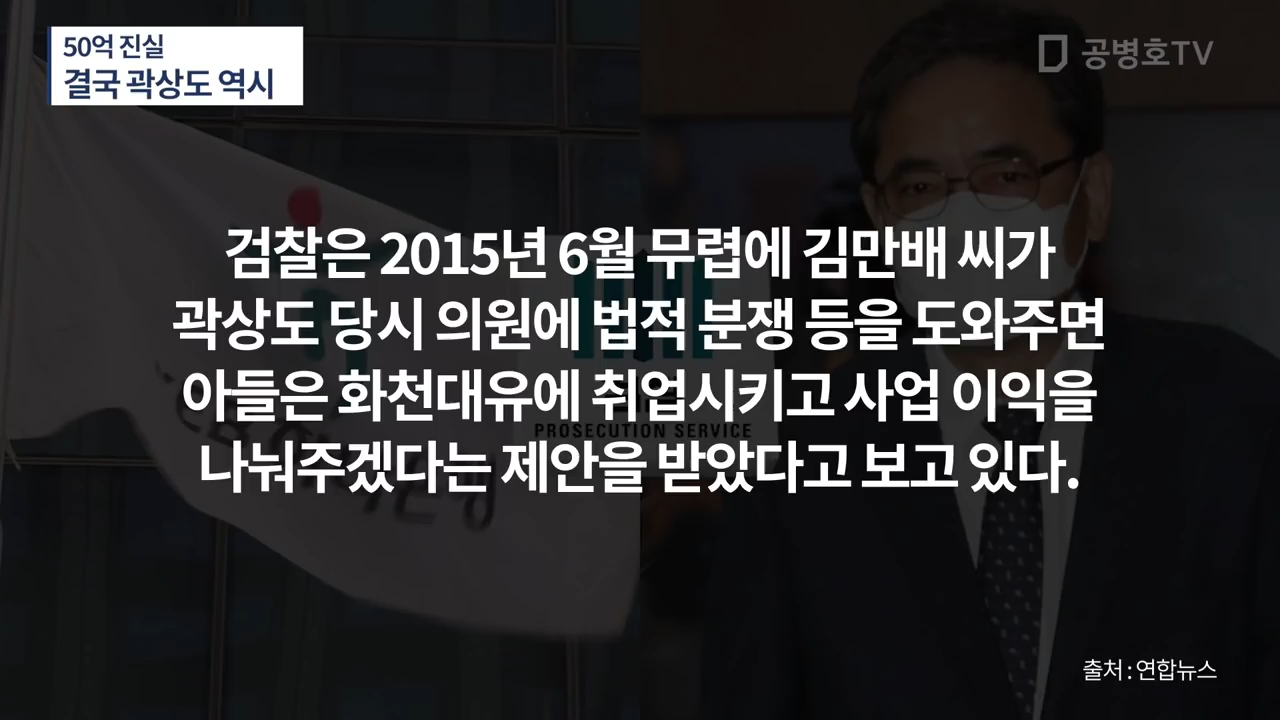 50억 진실
결국 곽상도 역시
공병호TV
검찰은 2015년 6월 무렵에 김만배 씨가
곽상도 당시 의원에 법적 분쟁 등을 도와주면
아들은 화천대유에 취업시키고 사업 이익을
PROSECUTION SERVICE
나눠주겠다는 제안을 받았다고 보고 있다.
출처 : 연합뉴스